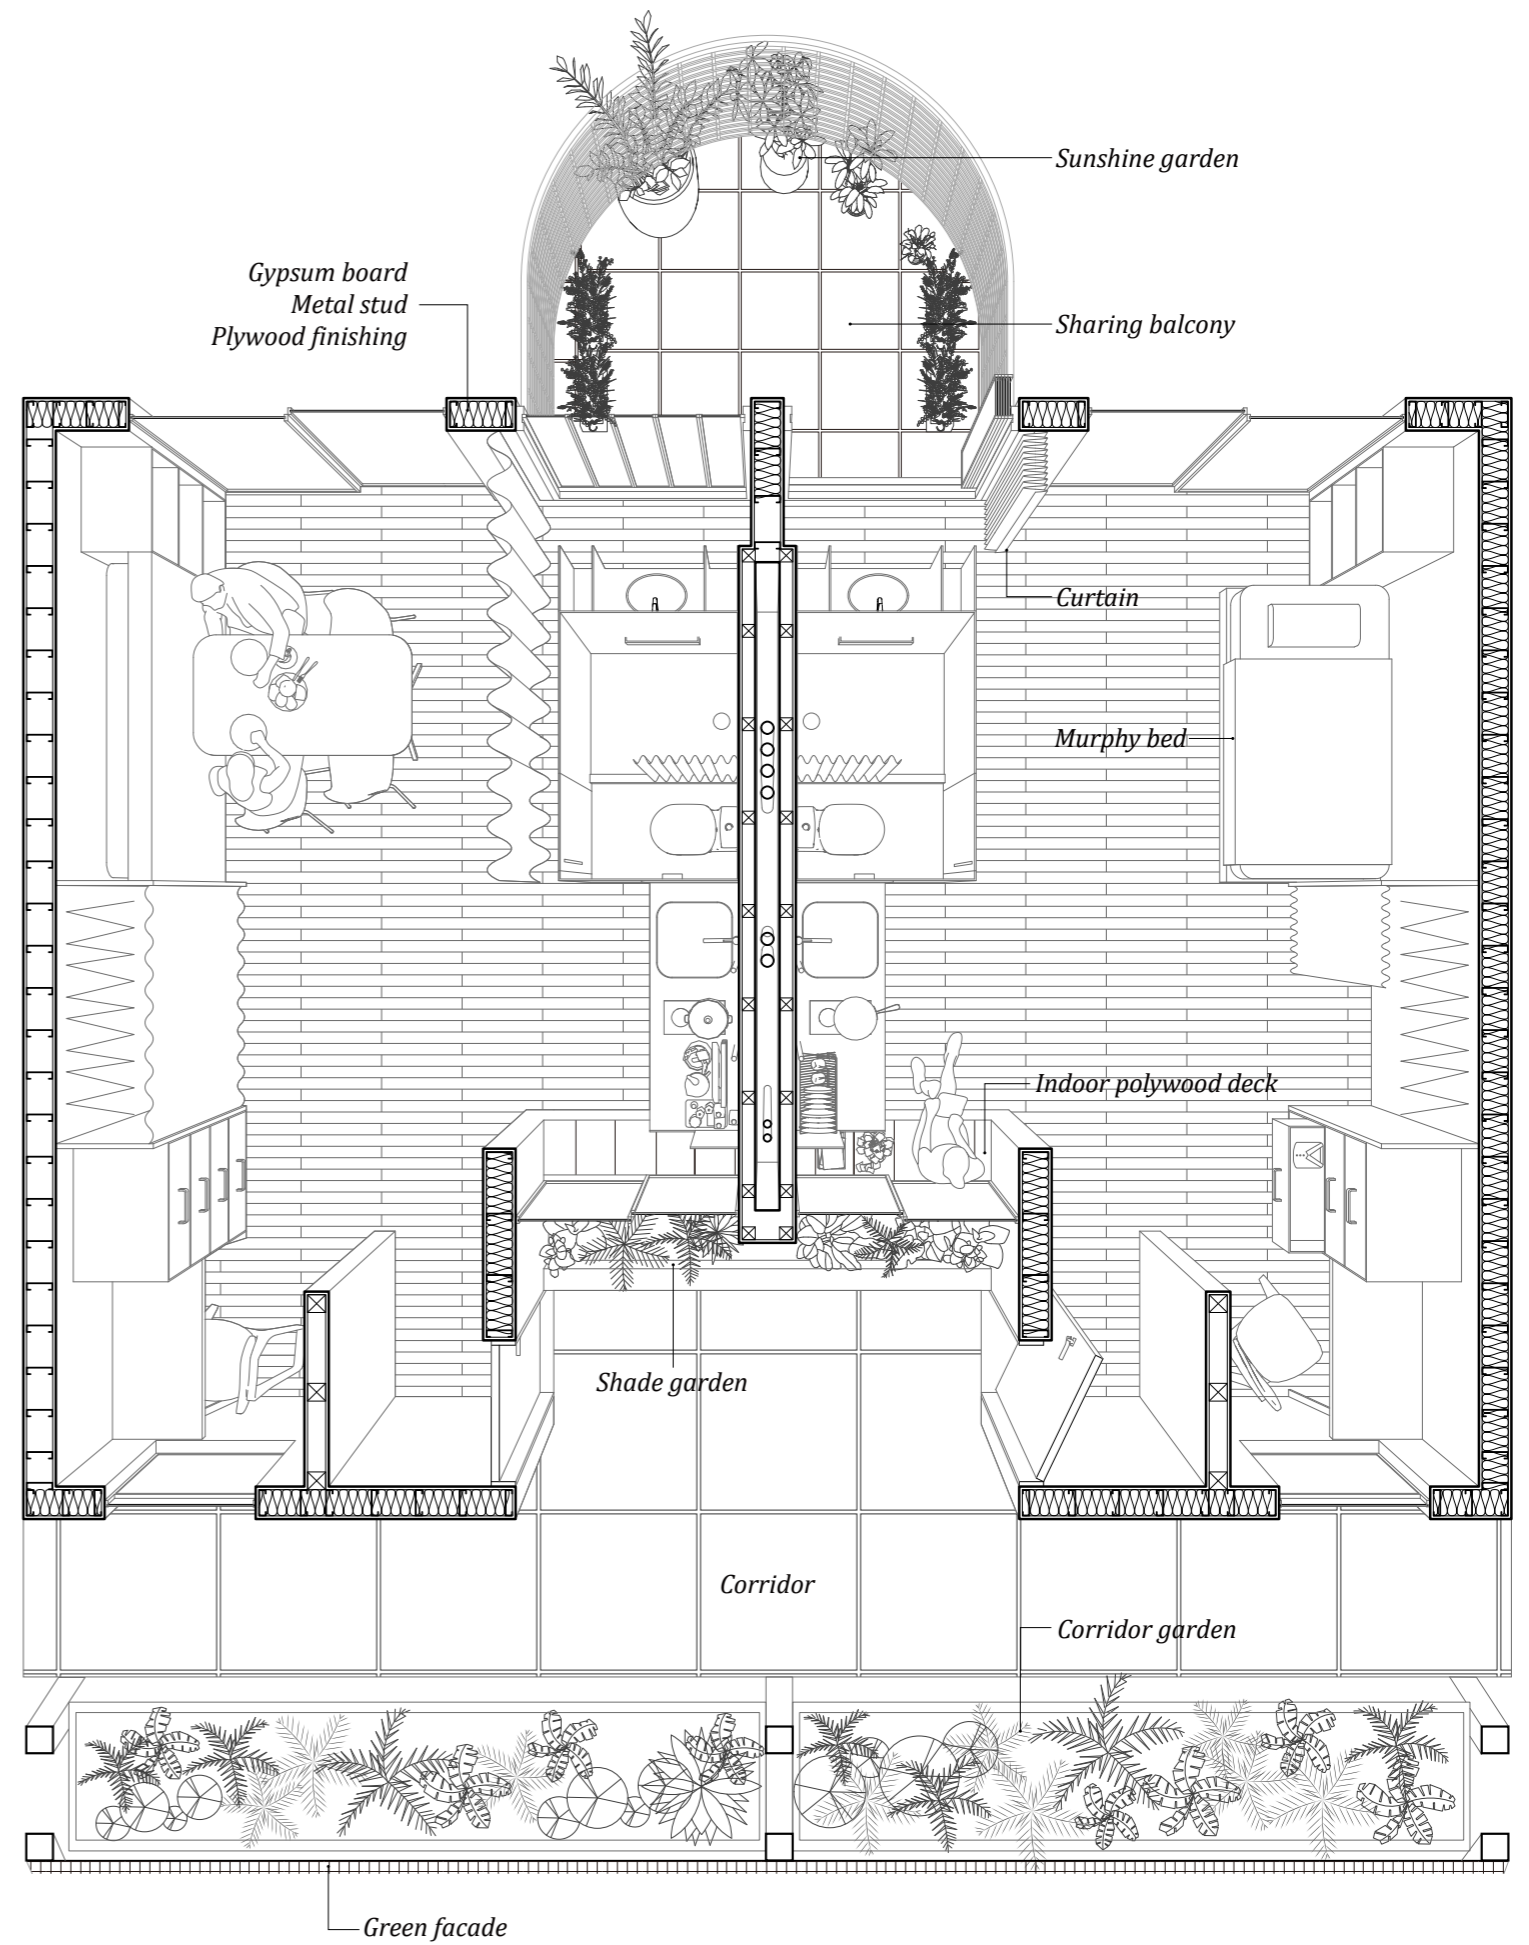 Sunshine garden
Gypsum board
Metal stud
Plywood finishing
Sharing balcony
Curtain
Murphy bed
Indoor polywood deck
Shade garden
Corridor
Corridor garden
Green facade